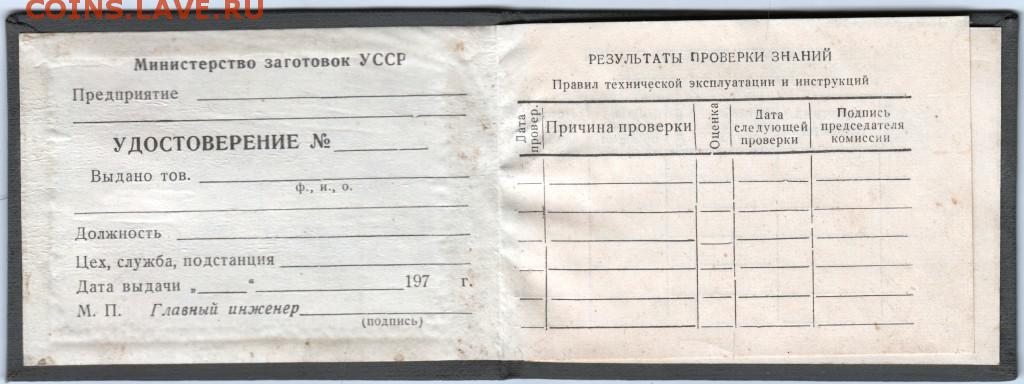 COINS.LAVE.RU
Министерство заготовок УССР
Предприятие
УДОСТОВЕРЕНИЕ №
Выдано тов.
ф., и., о.
Должность
Цех, служба, подстанция
Дата выдачи „ “ 197 г.
М. П. Главный инженер
(подпись)
РЕЗУЛЬТАТЫ ПРОВЕРКИ ЗНАНИЙ
Правил технической эксплуатации и инструкций
Дата
провер.
Причина проверки
Оценка
Дата
следующей
проверки
Подпись
председателя
комиссии